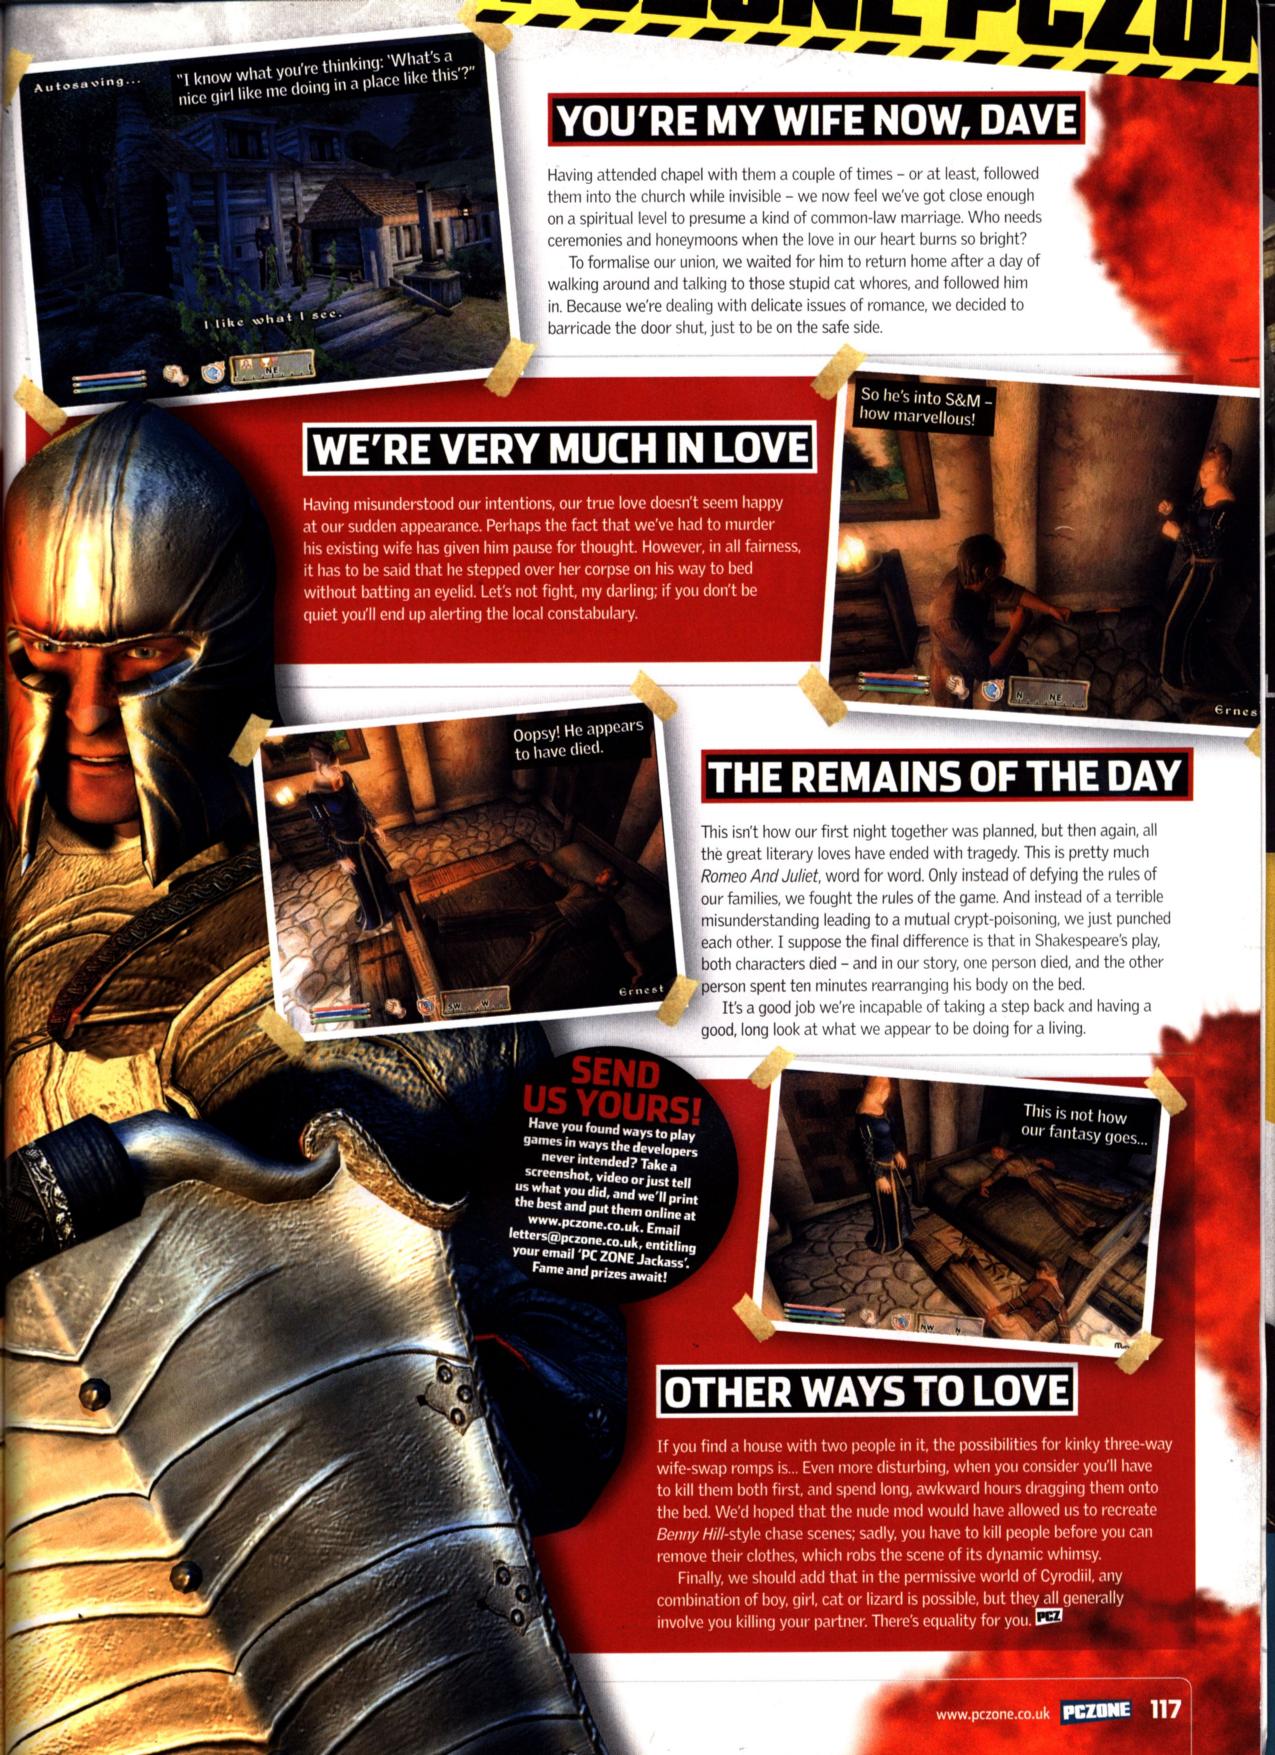 PCZONE PCZON
Autosaving...
"I know what you're thinking: 'What's a
nice girl like me doing in a place like this'?"
I like what I see.
NE
YOU'RE MY WIFE NOW, DAVE
Having attended chapel with them a couple of times – or at least, followed
them into the church while invisible – we now feel we've got close enough
on a spiritual level to presume a kind of common-law marriage. Who needs
ceremonies and honeymoons when the love in our heart burns so bright?
To formalise our union, we waited for him to return home after a day of
walking around and talking to those stupid cat whores, and followed him
in. Because we're dealing with delicate issues of romance, we decided to
barricade the door shut, just to be on the safe side.
So he's into S&M –
how marvellous!
N NE
Ernes
WE'RE VERY MUCH IN LOVE
Having misunderstood our intentions, our true love doesn't seem happy
at our sudden appearance. Perhaps the fact that we've had to murder
his existing wife has given him pause for thought. However, in all fairness,
it has to be said that he stepped over her corpse on his way to bed
without batting an eyelid. Let's not fight, my darling; if you don't be
quiet you'll end up alerting the local constabulary.
Oopsy! He appears
to have died.
SW W
Ernest
THE REMAINS OF THE DAY
This isn't how our first night together was planned, but then again, all
the great literary loves have ended with tragedy. This is pretty much
Romeo And Juliet, word for word. Only instead of defying the rules of
our families, we fought the rules of the game. And instead of a terrible
misunderstanding leading to a mutual crypt-poisoning, we just punched
each other. I suppose the final difference is that in Shakespeare's play,
both characters died – and in our story, one person died, and the other
person spent ten minutes rearranging his body on the bed.
It's a good job we're incapable of taking a step back and having a
good, long look at what we appear to be doing for a living.
SEND
US YOURS!
Have you found ways to play
games in ways the developers
never intended? Take a
screenshot, video or just tell
us what you did, and we'll print
the best and put them online at
www.pczone.co.uk. Email
letters@pczone.co.uk, entitling
your email 'PC ZONE Jackass'.
Fame and prizes await!
This is not how
our fantasy goes...
NW N
OTHER WAYS TO LOVE
If you find a house with two people in it, the possibilities for kinky three-way
wife-swap romps is... Even more disturbing, when you consider you'll have
to kill them both first, and spend long, awkward hours dragging them onto
the bed. We'd hoped that the nude mod would have allowed us to recreate
Benny Hill-style chase scenes; sadly, you have to kill people before you can
remove their clothes, which robs the scene of its dynamic whimsy.
Finally, we should add that in the permissive world of Cyrodiil, any
combination of boy, girl, cat or lizard is possible, but they all generally
involve you killing your partner. There's equality for you. PCZ
www.pczone.co.uk PCZONE 117